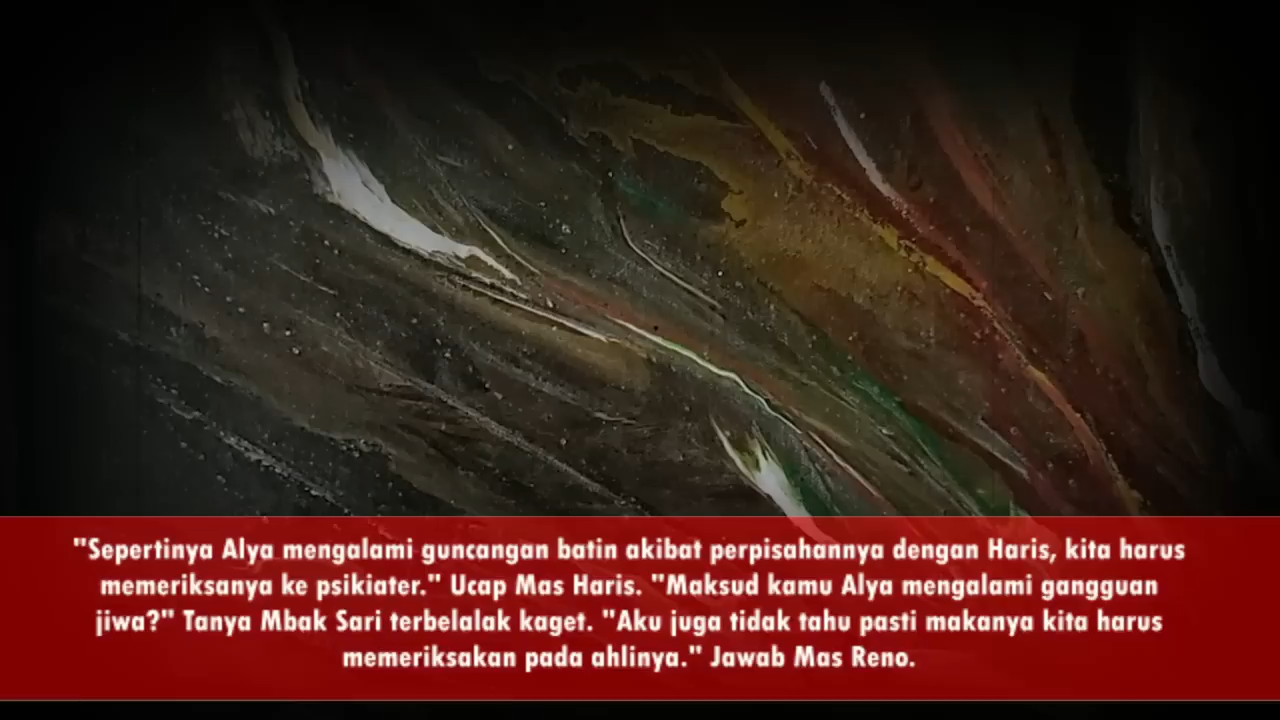 "Sepertinya Alya mengalami guncangan batin akibat perpisahannya dengan Haris, kita harus
memeriksanya ke psikiater." Ucap Mas Haris. "Maksud kamu Alya mengalami gangguan
jiwa?" Tanya Mbak Sari terbelalak kaget. "Aku juga tidak tahu pasti makanya kita harus
memeriksakan pada ahlinya." Jawab Mas Reno.